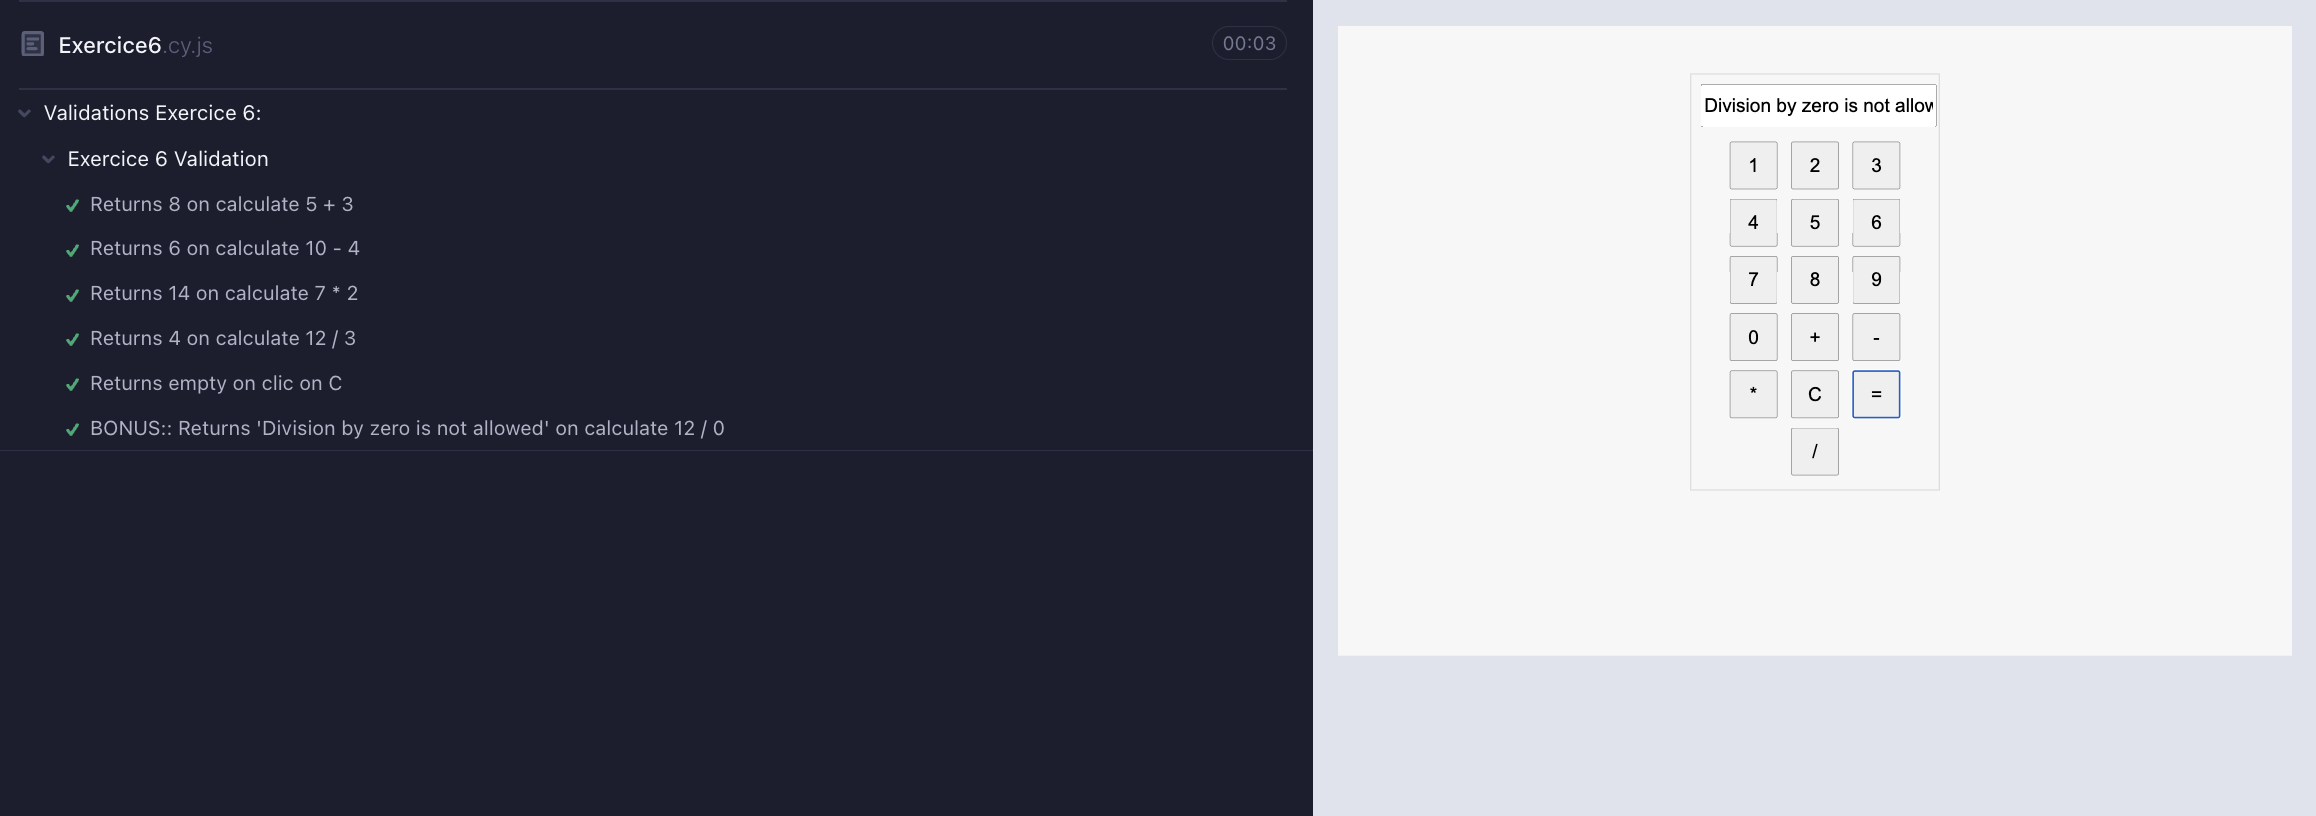 Exercice6.cy.js
00:03
Validations Exercice 6:
Exercice 6 Validation
Returns 8 on calculate 5 + 3
Returns 6 on calculate 10 - 4
Returns 14 on calculate 7 * 2
Returns 4 on calculate 12 / 3
Returns empty on clic on C
BONUS:: Returns 'Division by zero is not allowed' on calculate 12 / 0
Division by zero is not allow
1 2 3
4 5 6
7 8 9
0 + -
* C =
/